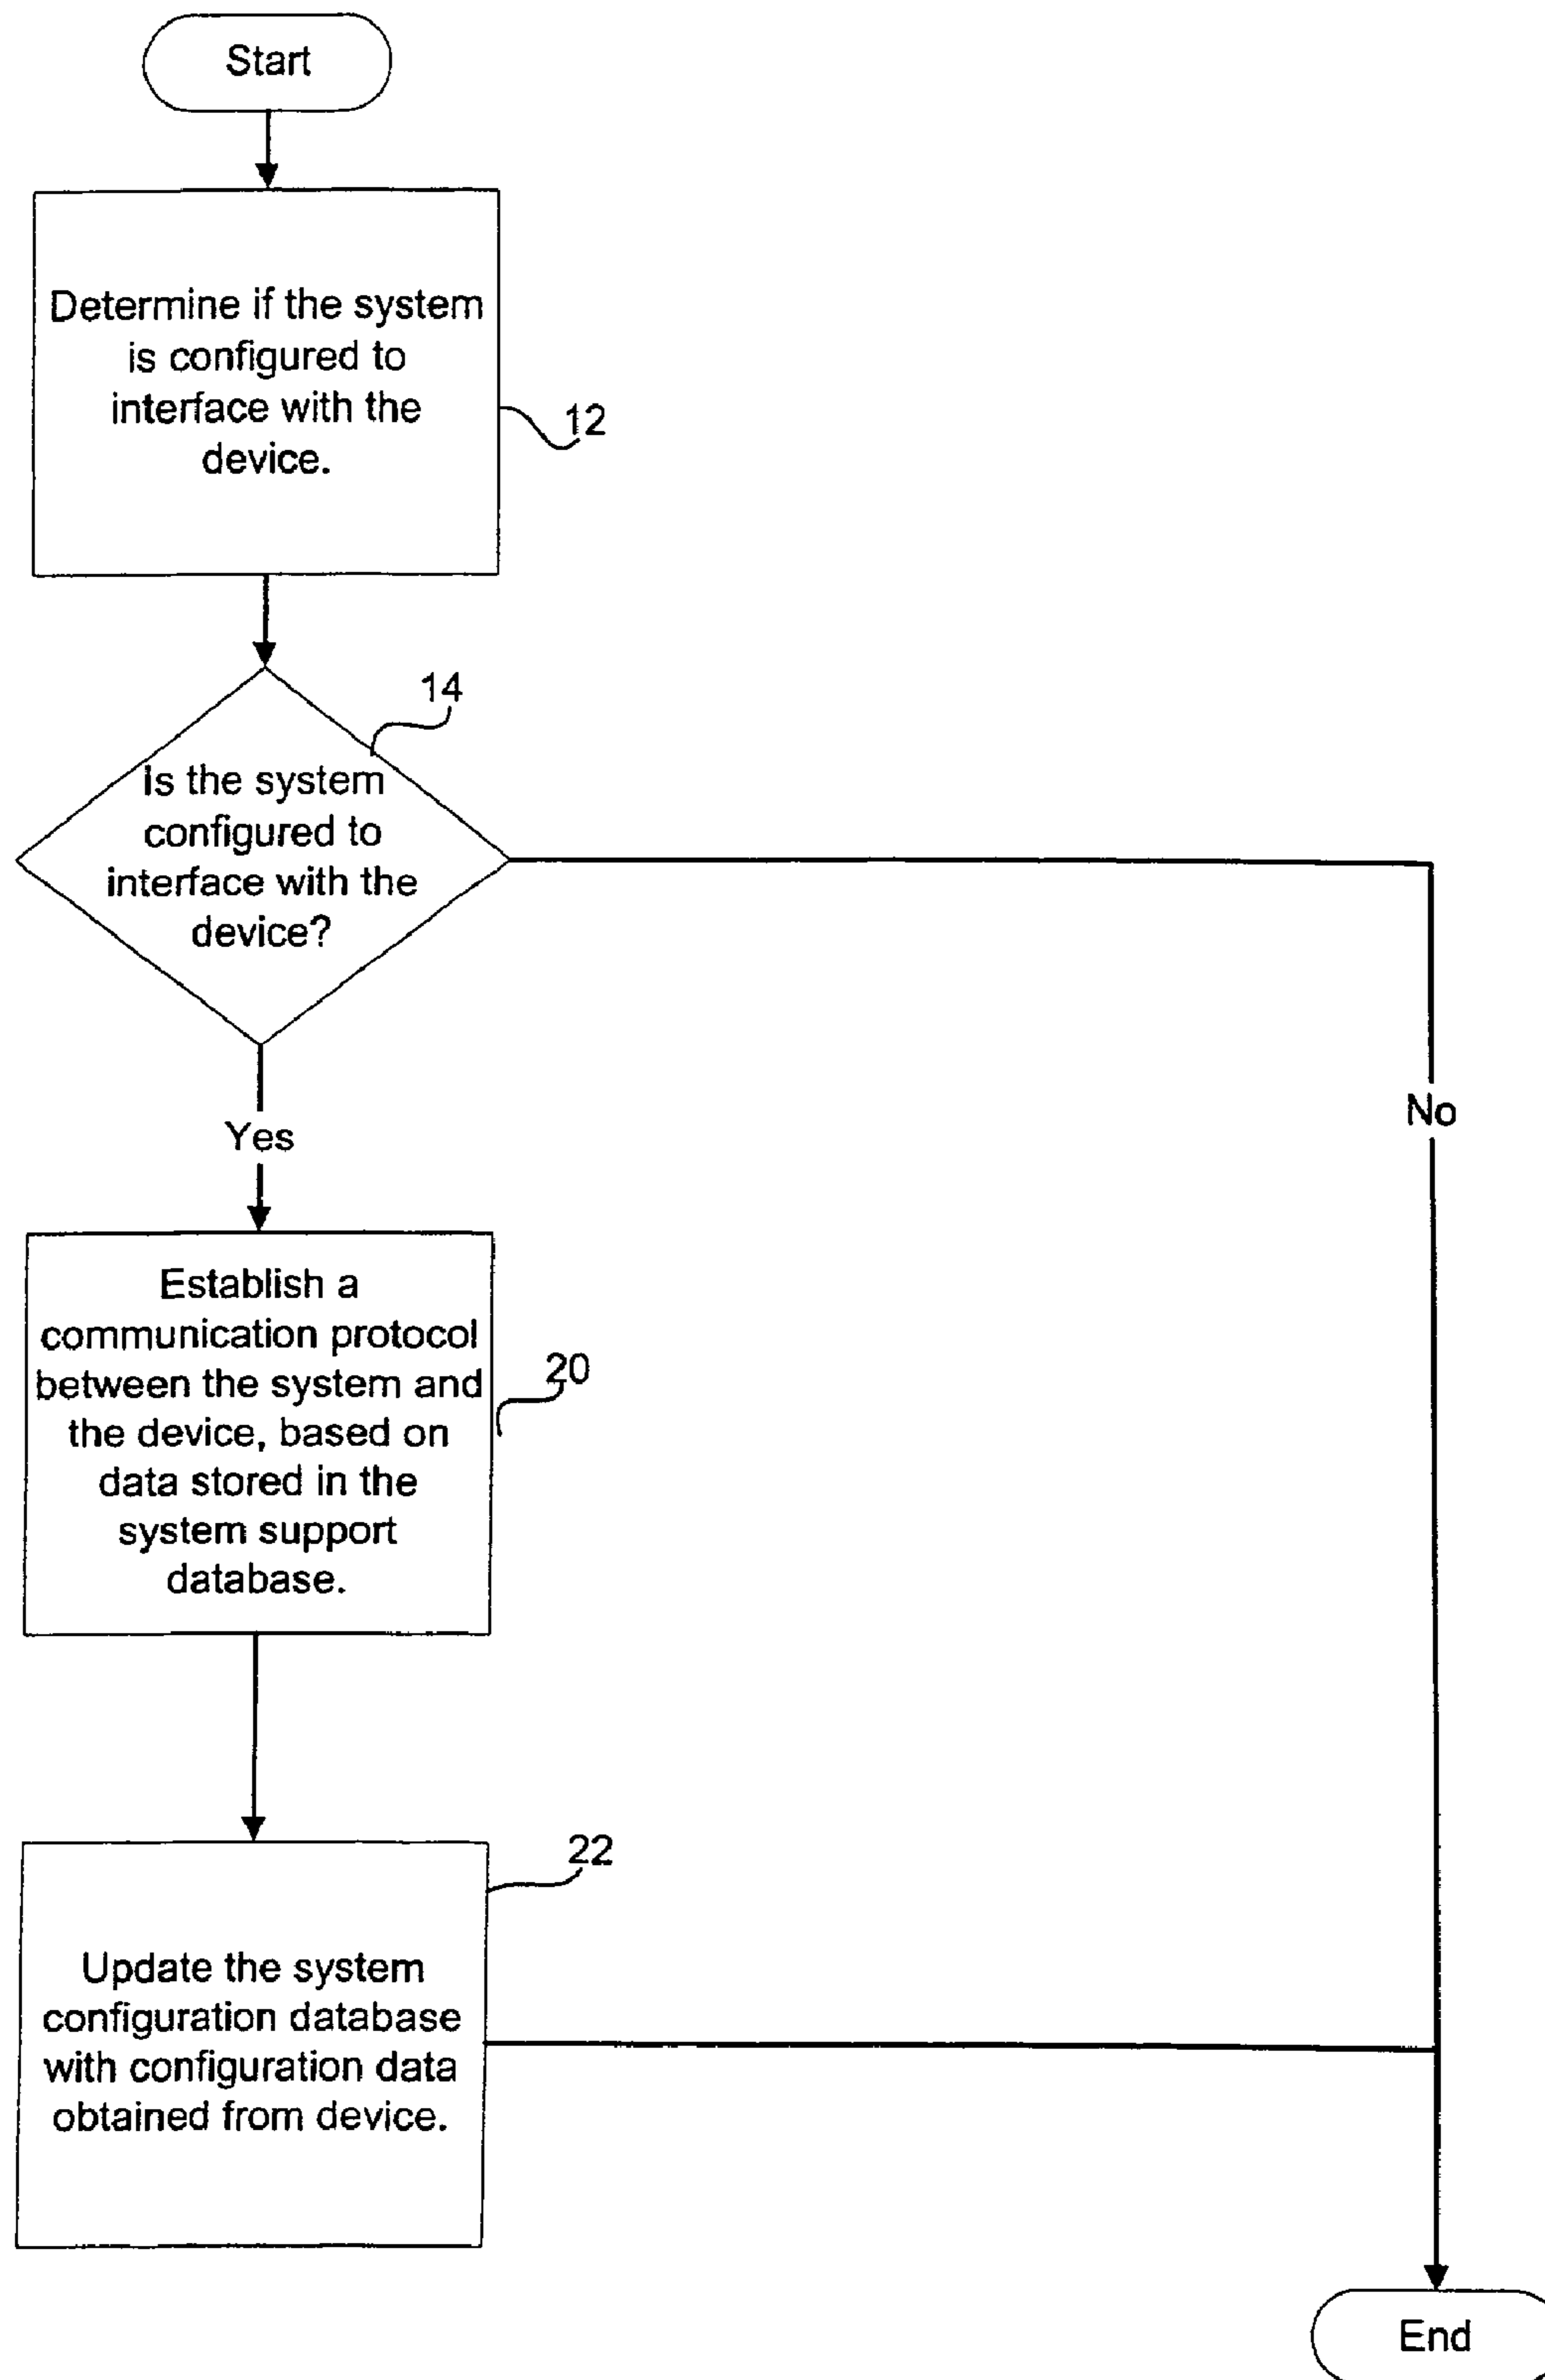 Start
Determine if the system
is configured to
interface with the
device.
12
14
Is the system
configured to
interface with the
device?
No
Yes
Establish a
communication protocol
between the system and
the device, based on
data stored in the
system support
database.
20
22
Update the system
configuration database
with configuration data
obtained from device.
End